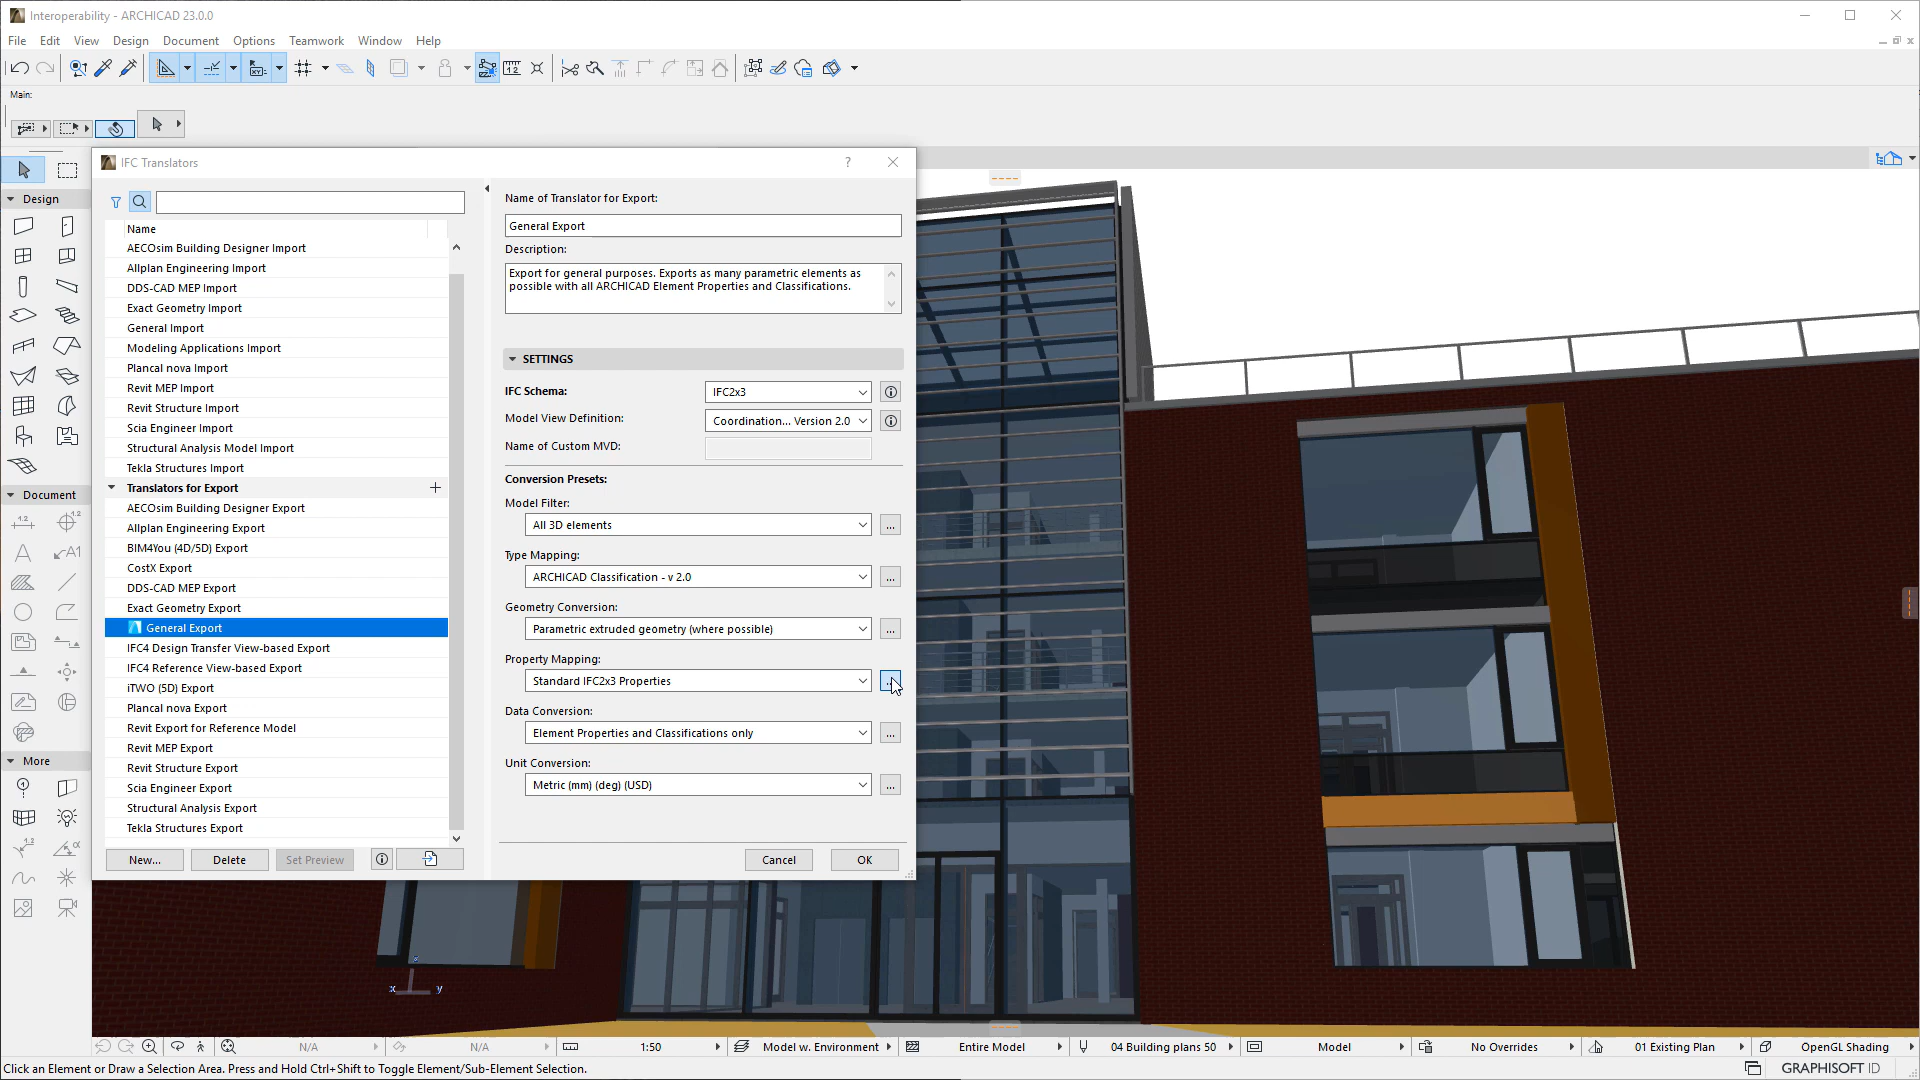 Interoperability - ARCHICAD 23.0.0
File Edit View Design Document Options Teamwork Window Help
Main:
IFC Translators
?
Design
Document
More
Name
AECOsim Building Designer Import
Allplan Engineering Import
DDS-CAD MEP Import
Exact Geometry Import
General Import
Modeling Applications Import
Plancal nova Import
Revit MEP Import
Revit Structure Import
Scia Engineer Import
Structural Analysis Model Import
Tekla Structures Import
Translators for Export
AECOsim Building Designer Export
Allplan Engineering Export
BIM4You (4D/5D) Export
CostX Export
DDS-CAD MEP Export
Exact Geometry Export
General Export
IFC4 Design Transfer View-based Export
IFC4 Reference View-based Export
iTWO (5D) Export
Plancal nova Export
Revit Export for Reference Model
Revit MEP Export
Revit Structure Export
Scia Engineer Export
Structural Analysis Export
Tekla Structures Export
New... Delete Set Preview
Name of Translator for Export:
General Export
Description:
Export for general purposes. Exports as many parametric elements as
possible with all ARCHICAD Element Properties and Classifications.
SETTINGS
IFC Schema: IFC2x3
Model View Definition: Coordination... Version 2.0
Name of Custom MVD:
Conversion Presets:
Model Filter:
All 3D elements ...
Type Mapping:
ARCHICAD Classification - v 2.0 ...
Geometry Conversion:
Parametric extruded geometry (where possible) ...
Property Mapping:
Standard IFC2x3 Properties ...
Data Conversion:
Element Properties and Classifications only ...
Unit Conversion:
Metric (mm) (deg) (USD) ...
Cancel OK
x y
N/A N/A 1:50 Model w. Environment Entire Model 04 Building plans 50 Model No Overrides 01 Existing Plan OpenGL Shading
Click an Element or Draw a Selection Area. Press and Hold Ctrl+Shift to Toggle Element/Sub-Element Selection.
GRAPHISOFT ID